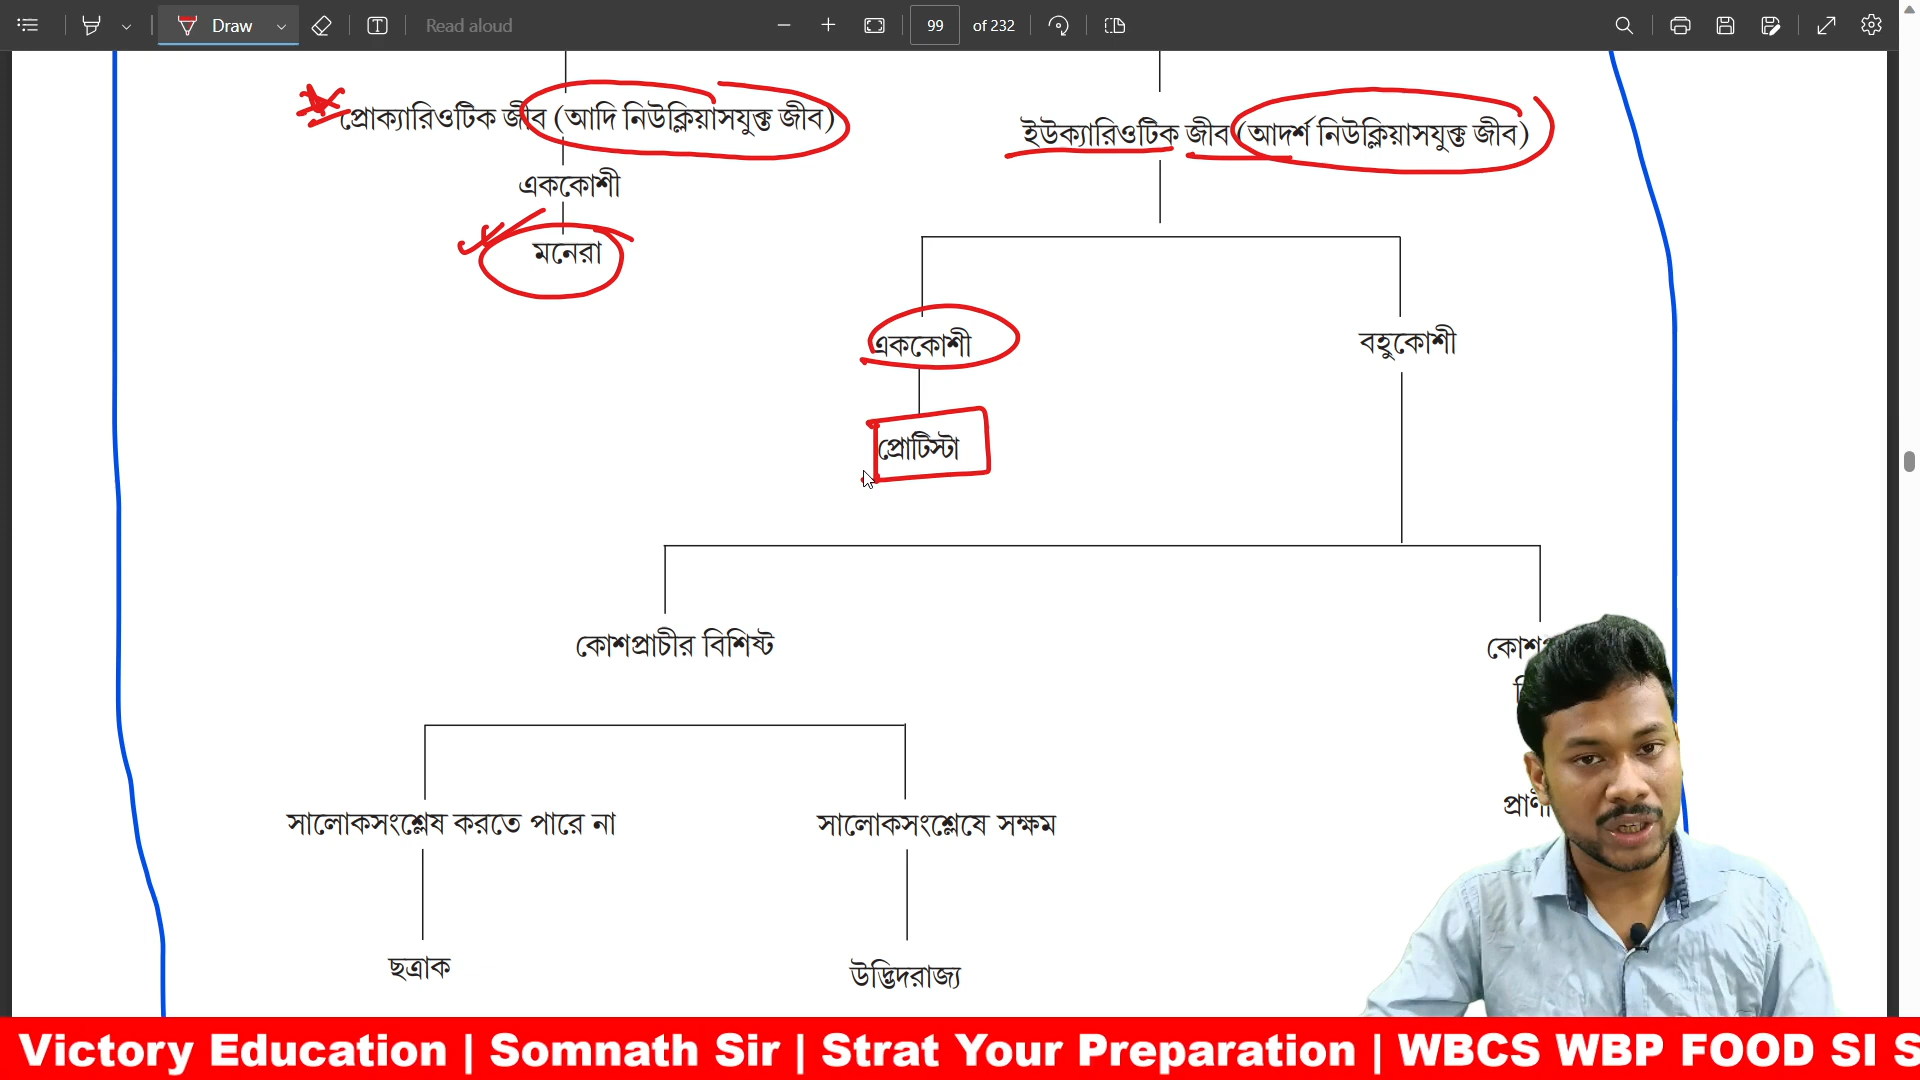 Draw
Read aloud
99 of 232
প্রোক্যারিওটিক জীব (আদি নিউক্লিয়াসযুক্ত জীব)
ইউক্যারিওটিক জীব (আদর্শ নিউক্লিয়াসযুক্ত জীব)
এককোশী
মনেরা
এককোশী
বহুকোশী
প্রোটিস্টা
কোশপ্রাচীর বিশিষ্ট
সালোকসংশ্লেষ করতে পারে না
সালোকসংশ্লেষে সক্ষম
ছত্রাক
উদ্ভিদরাজ্য
Victory Education | Somnath Sir | Strat Your Preparation | WBCS WBP FOOD SI S